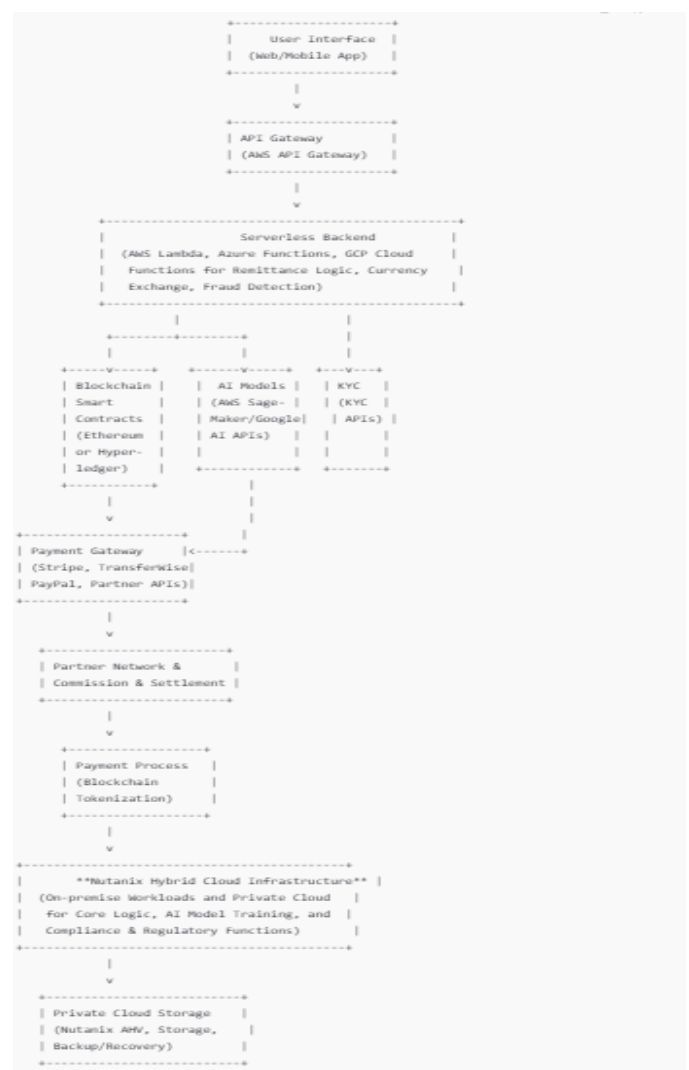 User Interface
(Web/Mobile App)
API Gateway
(AWS API Gateway)
Serverless Backend
(AWS Lambda, Azure Functions, GCP Cloud
Functions for Remittance Logic, Currency
Exchange, Fraud Detection)
Blockchain
Smart
Contracts
(Ethereum
or Hyper-
ledger)
AI Models
(AWS Sage-
Maker/Google
AI APIs)
KYC
(KYC
APIs)
Payment Gateway
(Stripe, TransferWise
PayPal, Partner APIs)
Partner Network &
Commission & Settlement
Payment Process
(Blockchain
Tokenization)
**Nutanix Hybrid Cloud Infrastructure**
(On-premise Workloads and Private Cloud
for Core Logic, AI Model Training, and
Compliance & Regulatory Functions)
Private Cloud Storage
(Nutanix AHV, Storage,
Backup/Recovery)